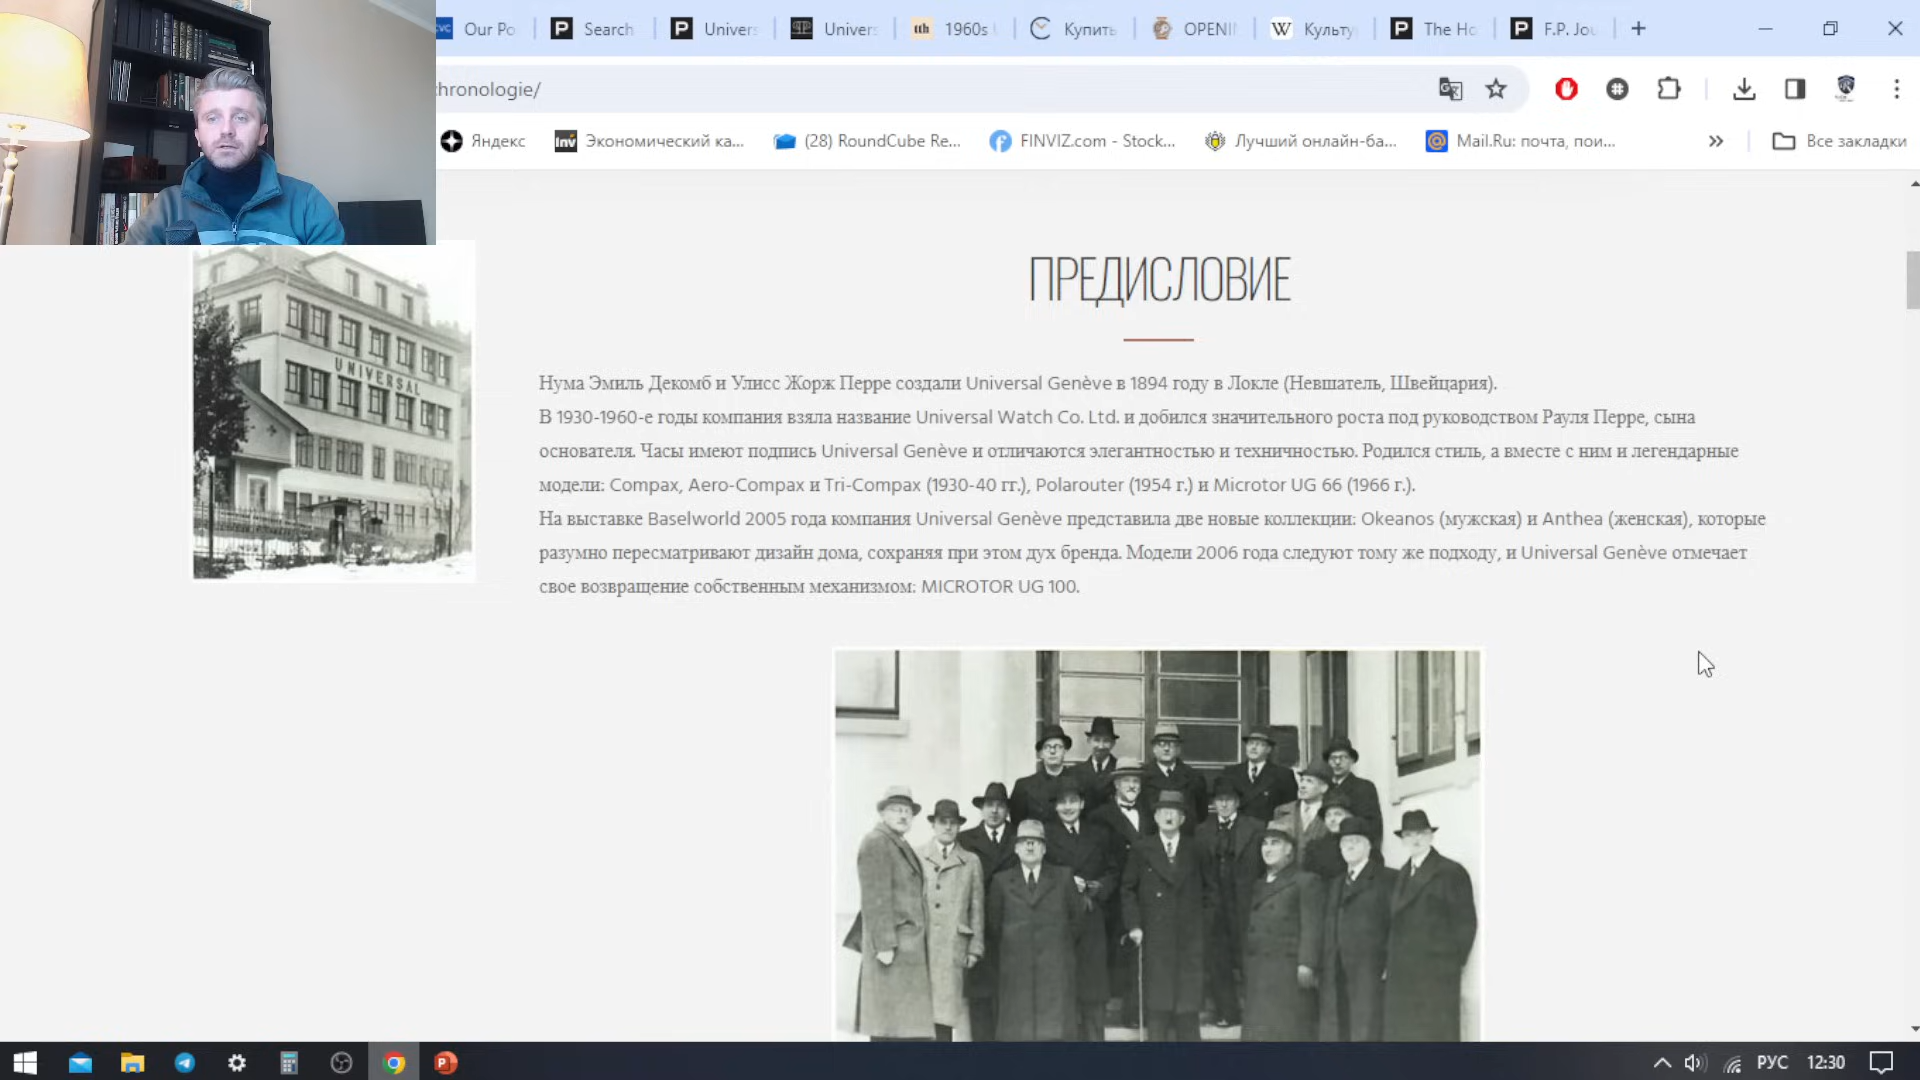 Our Po
Search
Univers
Univers
1960s
Купить
OPENI
Культу
The Ho
F.P. Jou
hronologie/
Яндекс
Inv
Экономический ка...
(28) RoundCube Re...
FINVIZ.com - Stock...
Лучший онлайн-ба...
Mail.Ru: почта, пои...
Все закладки
UNIVERSAL
ПРЕДИСЛОВИЕ
Нума Эмиль Декомб и Улисс Жорж Перре создали Universal Genève в 1894 году в Локле (Невшатель, Швейцария).
В 1930-1960-е годы компания взяла название Universal Watch Co. Ltd. и добился значительного роста под руководством Рауля Перре, сына
основателя. Часы имеют подпись Universal Genève и отличаются элегантностью и техничностью. Родился стиль, а вместе с ним и легендарные
модели: Compax, Aero-Compax и Tri-Compax (1930-40 гг.), Polarouter (1954 г.) и Microtor UG 66 (1966 г.).
На выставке Baselworld 2005 года компания Universal Genève представила две новые коллекции: Okeanos (мужская) и Anthea (женская), которые
разумно пересматривают дизайн дома, сохраняя при этом дух бренда. Модели 2006 года следуют тому же подходу, и Universal Genève отмечает
свое возвращение собственным механизмом: MICROTOR UG 100.
РУС
12:30